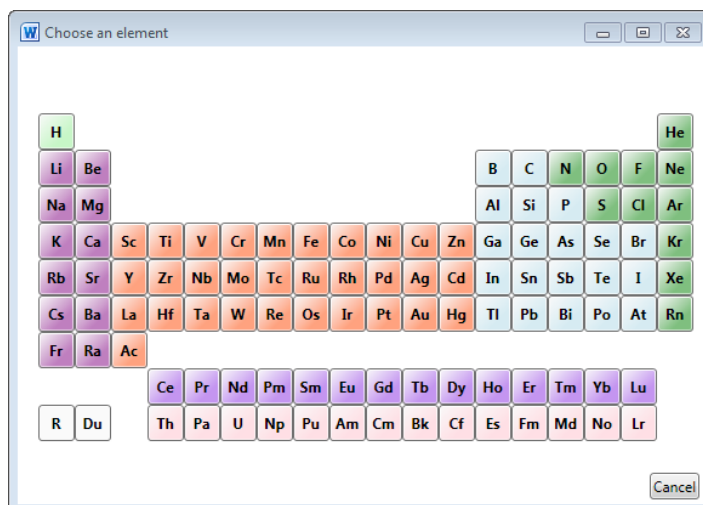 W Choose an element
H He
Li Be B C N O F Ne
Na Mg Al Si P S Cl Ar
K Ca Sc Ti V Cr Mn Fe Co Ni Cu Zn Ga Ge As Se Br Kr
Rb Sr Y Zr Nb Mo Tc Ru Rh Pd Ag Cd In Sn Sb Te I Xe
Cs Ba La Hf Ta W Re Os Ir Pt Au Hg Tl Pb Bi Po At Rn
Fr Ra Ac
Ce Pr Nd Pm Sm Eu Gd Tb Dy Ho Er Tm Yb Lu
R Du Th Pa U Np Pu Am Cm Bk Cf Es Fm Md No Lr
Cancel